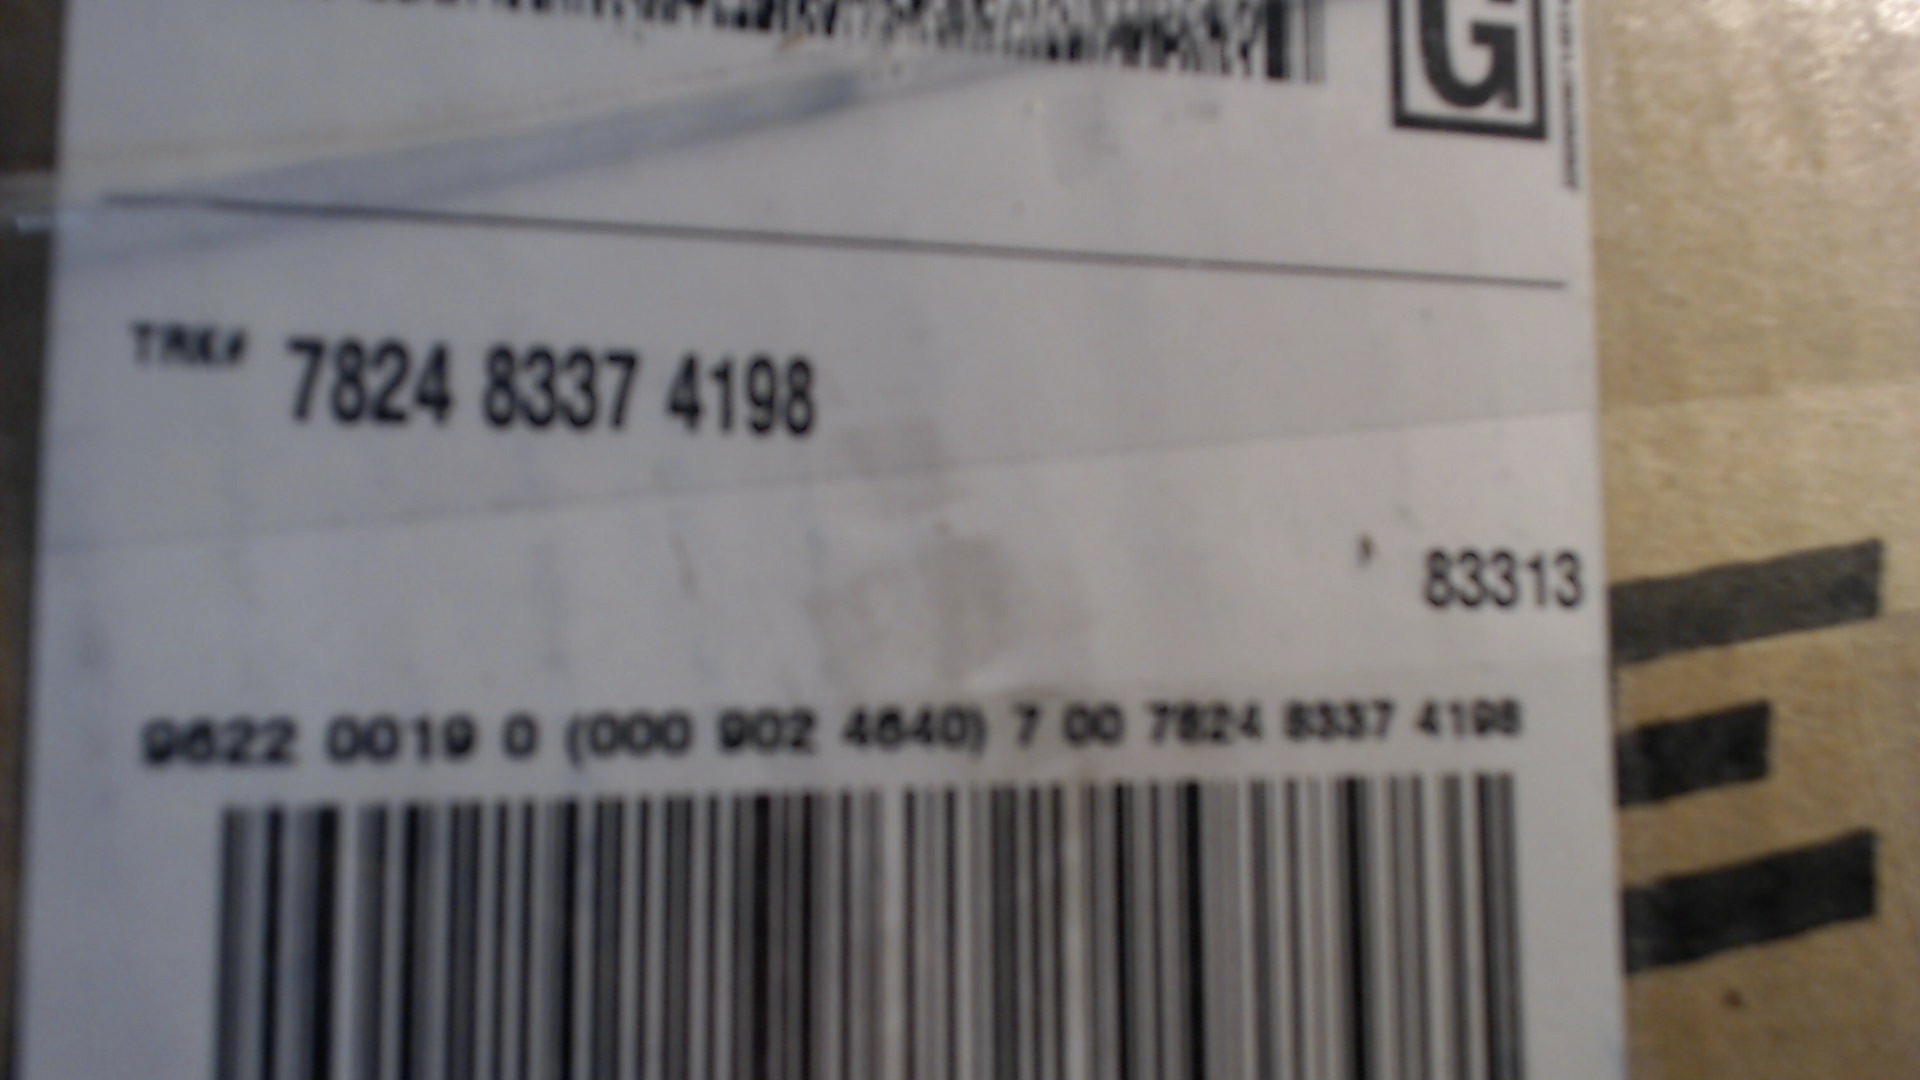 G
TRK# 7824 8337 4198
83313
9622 0019 0 (000 902 4640) 7 00 7824 8337 4198